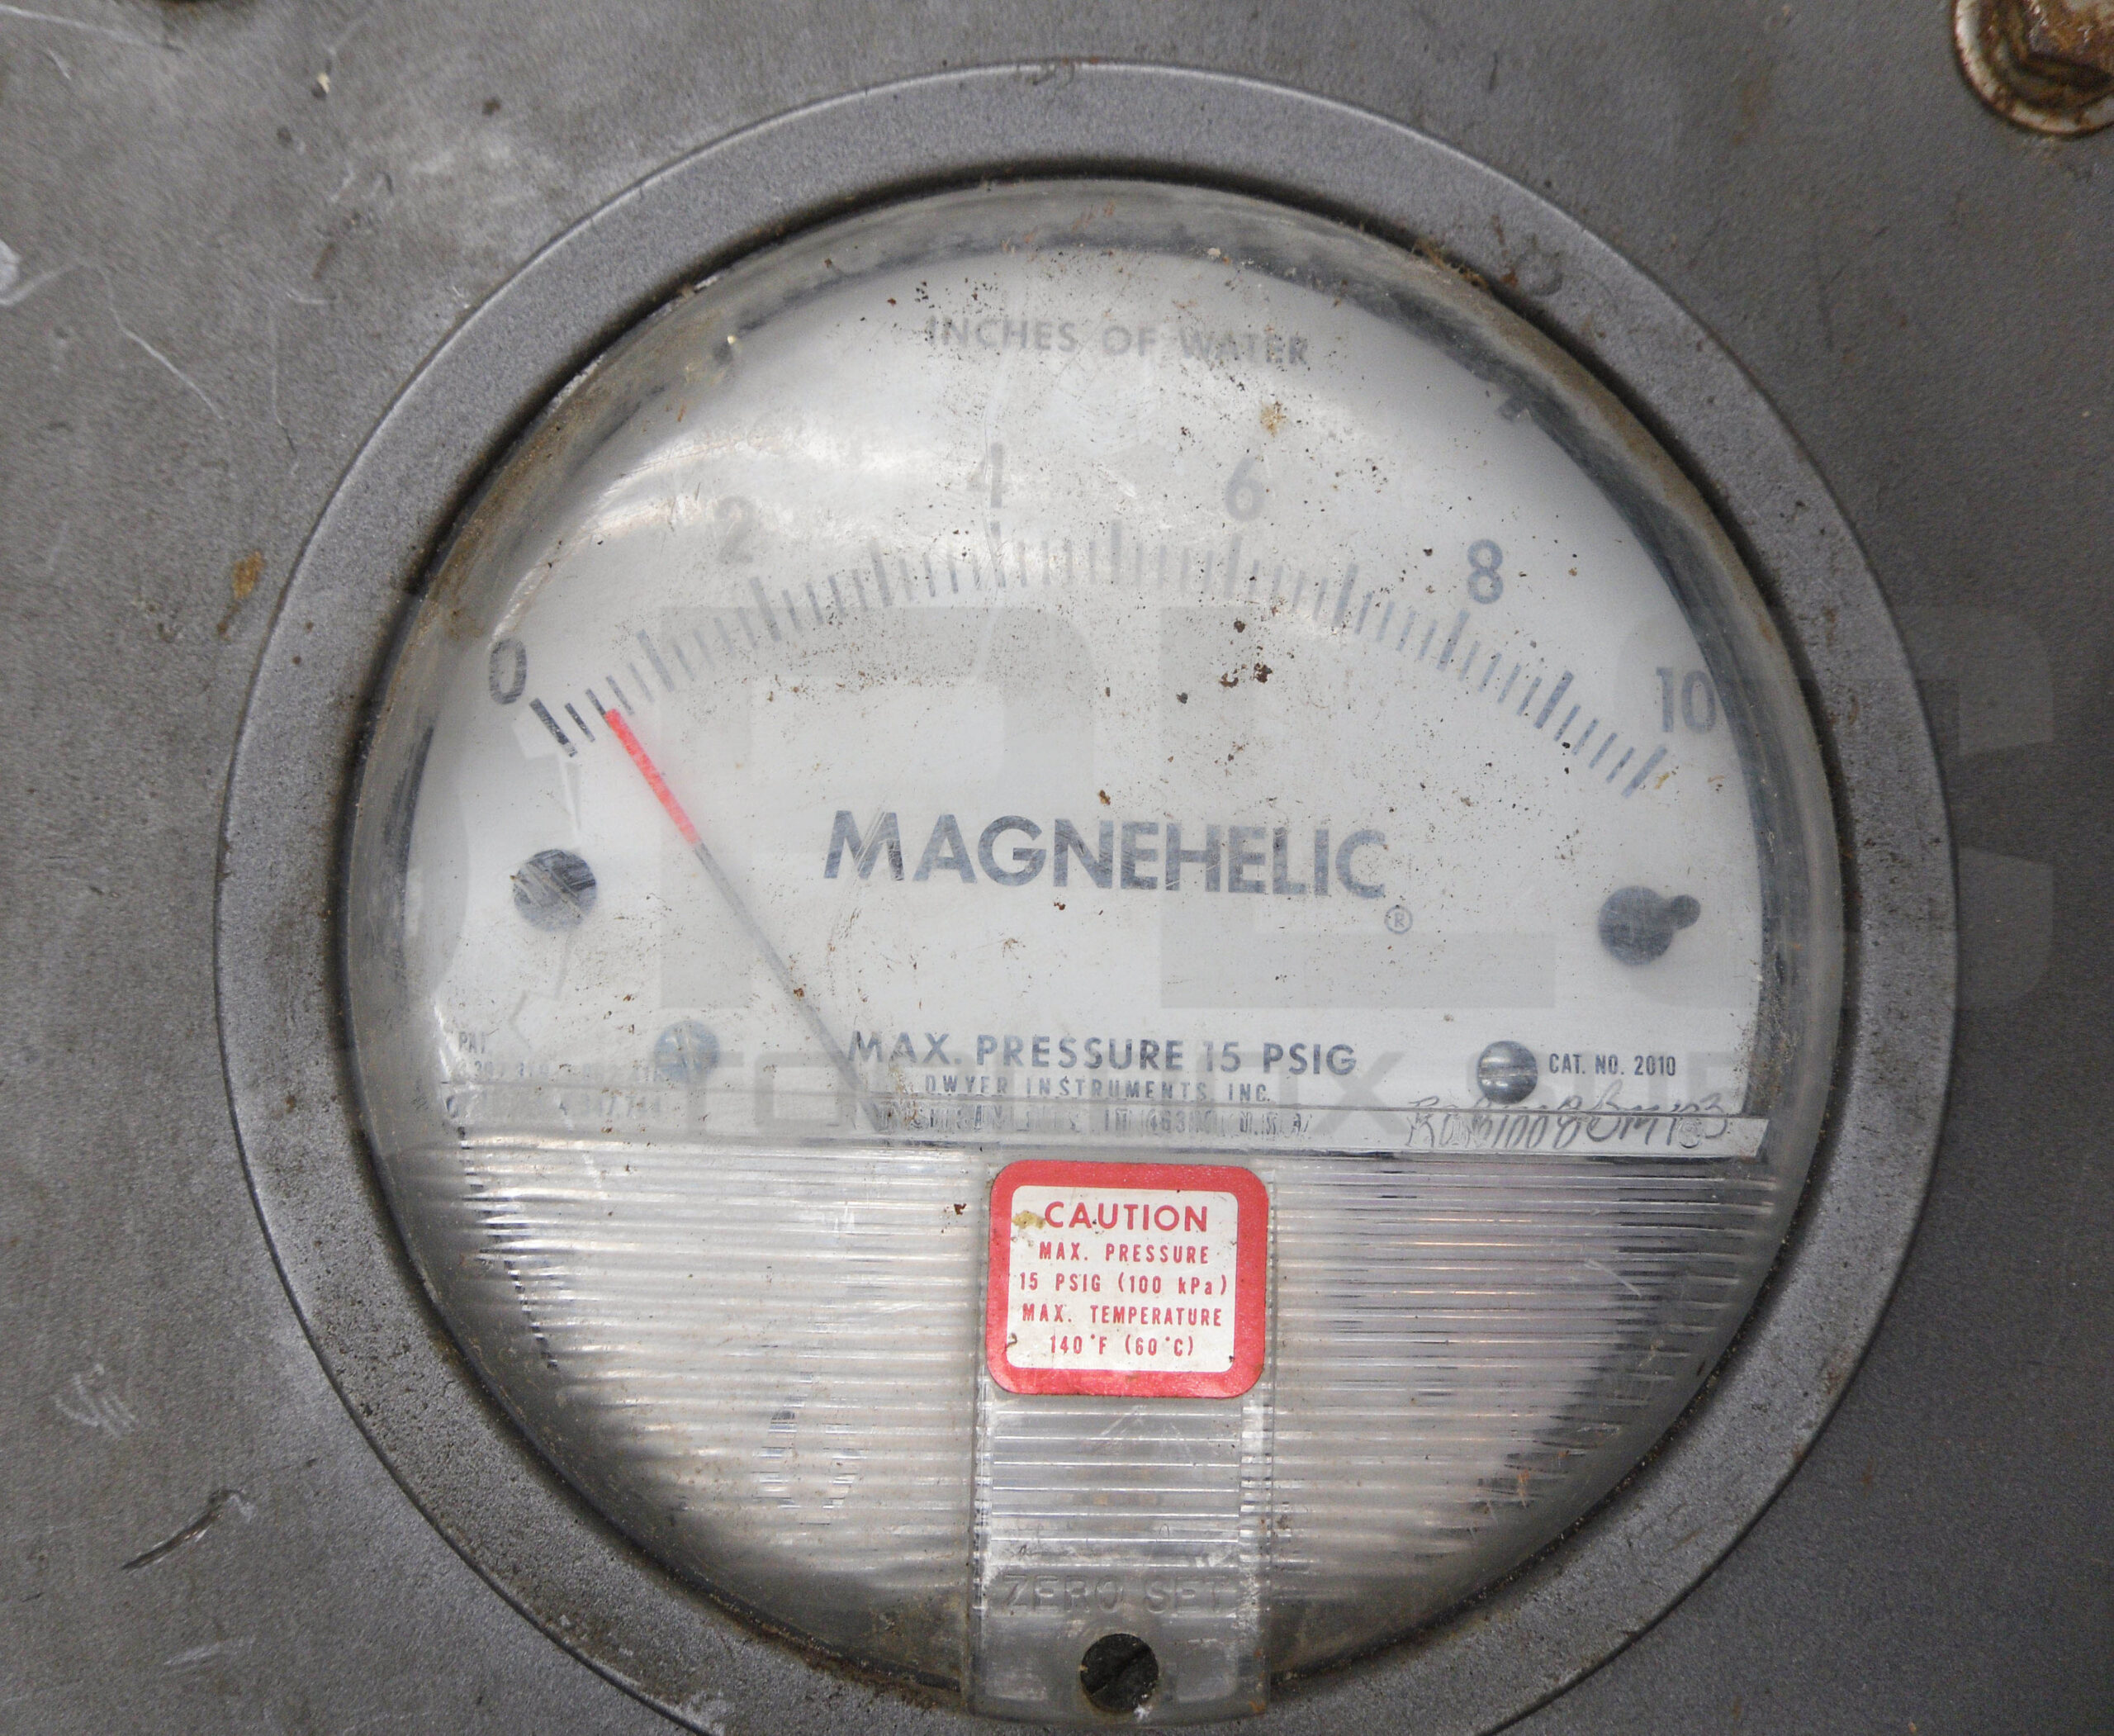 INCHES OF WATER
0 2 4 6 8 10
MAGNEHELIC®
MAX. PRESSURE 15 PSIG
DWYER INSTRUMENTS, INC.
PAT.
CAT. NO. 2010
CAUTION
MAX. PRESSURE
15 PSIG (100 kPa)
MAX. TEMPERATURE
140°F (60°C)
ZERO SET